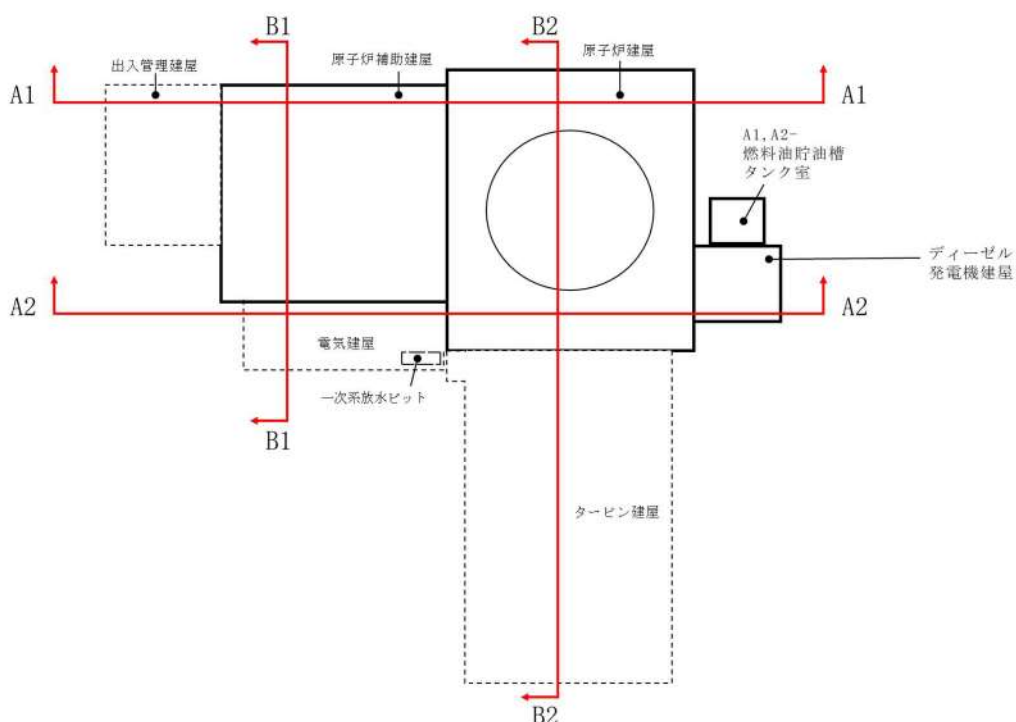 B1
B2
出入管理建屋
原子炉補助建屋
原子炉建屋
A1
A1
A1,A2-
燃料油貯油槽
タンク室
ディーゼル
発電機建屋
A2
A2
電気建屋
一次系放水ピット
B1
タービン建屋
B2